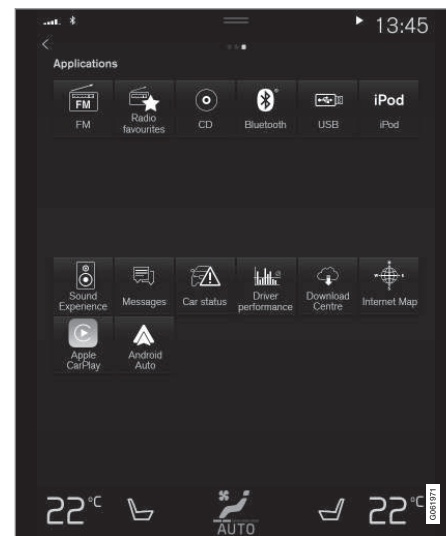 13:45
Applications
FM
iPod
FM
Radio
favourites
CD
Bluetooth
USB
iPod
Sound
Experience
Messages
Car status
Driver
performance
Download
Centre
Internet Map
Apple
CarPlay
Android
Auto
22°C
AUTO
22°C
G061971